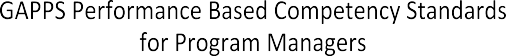 GAPPS Performance Based Competency Standards
for Program Managers